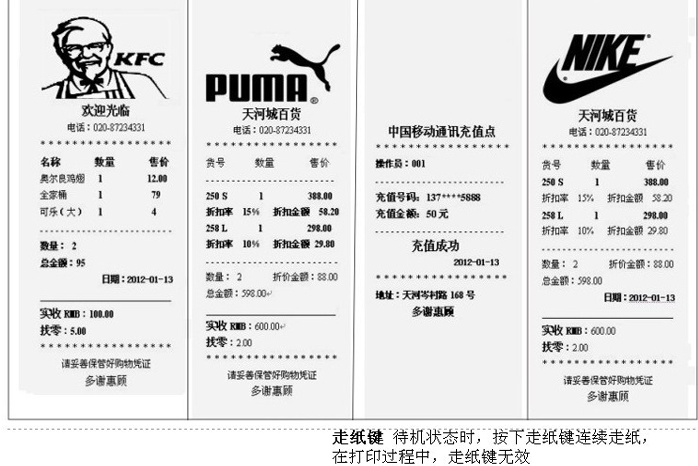 KFC
欢迎光临
电话：020-87234331
名称 数量 售价
奥尔良鸡翅 1 12.00
全家桶 1 79
可乐（大） 1 4
数量：2
总金额：95
日期：2012-01-13
实收 RMB：100.00
找零：5.00
请妥善保管好购物凭证
多谢惠顾
PUMA®
天河城百货
电话：020-87234331
货号 数量 售价
250 S 1 388.00
折扣率 15% 折扣金额 58.20
258 L 1 298.00
折扣率 10% 折扣金额 29.80
数量：2 折价金额：88.00
总金额：598.00
实收 RMB：600.00
找零：2.00
请妥善保管好购物凭证
多谢惠顾
中国移动通讯充值点
操作员：001
充值号码：137****5888
充值金额：50 元
充值成功
2012-01-13
地址：天河岑村路 168 号
多谢惠顾
NIKE
天河城百货
电话：020-87234331
货号 数量 售价
250 S 1 388.00
折扣率 15% 折扣金额 58.20
258 L 1 298.00
折扣率 10% 折扣金额 29.80
数量：2 折价金额：88.00
总金额：598.00
日期：2012-01-13
实收 RMB：600.00
找零：2.00
请妥善保管好购物凭证
多谢惠顾
走纸键 待机状态时，按下走纸键连续走纸，
在打印过程中，走纸键无效